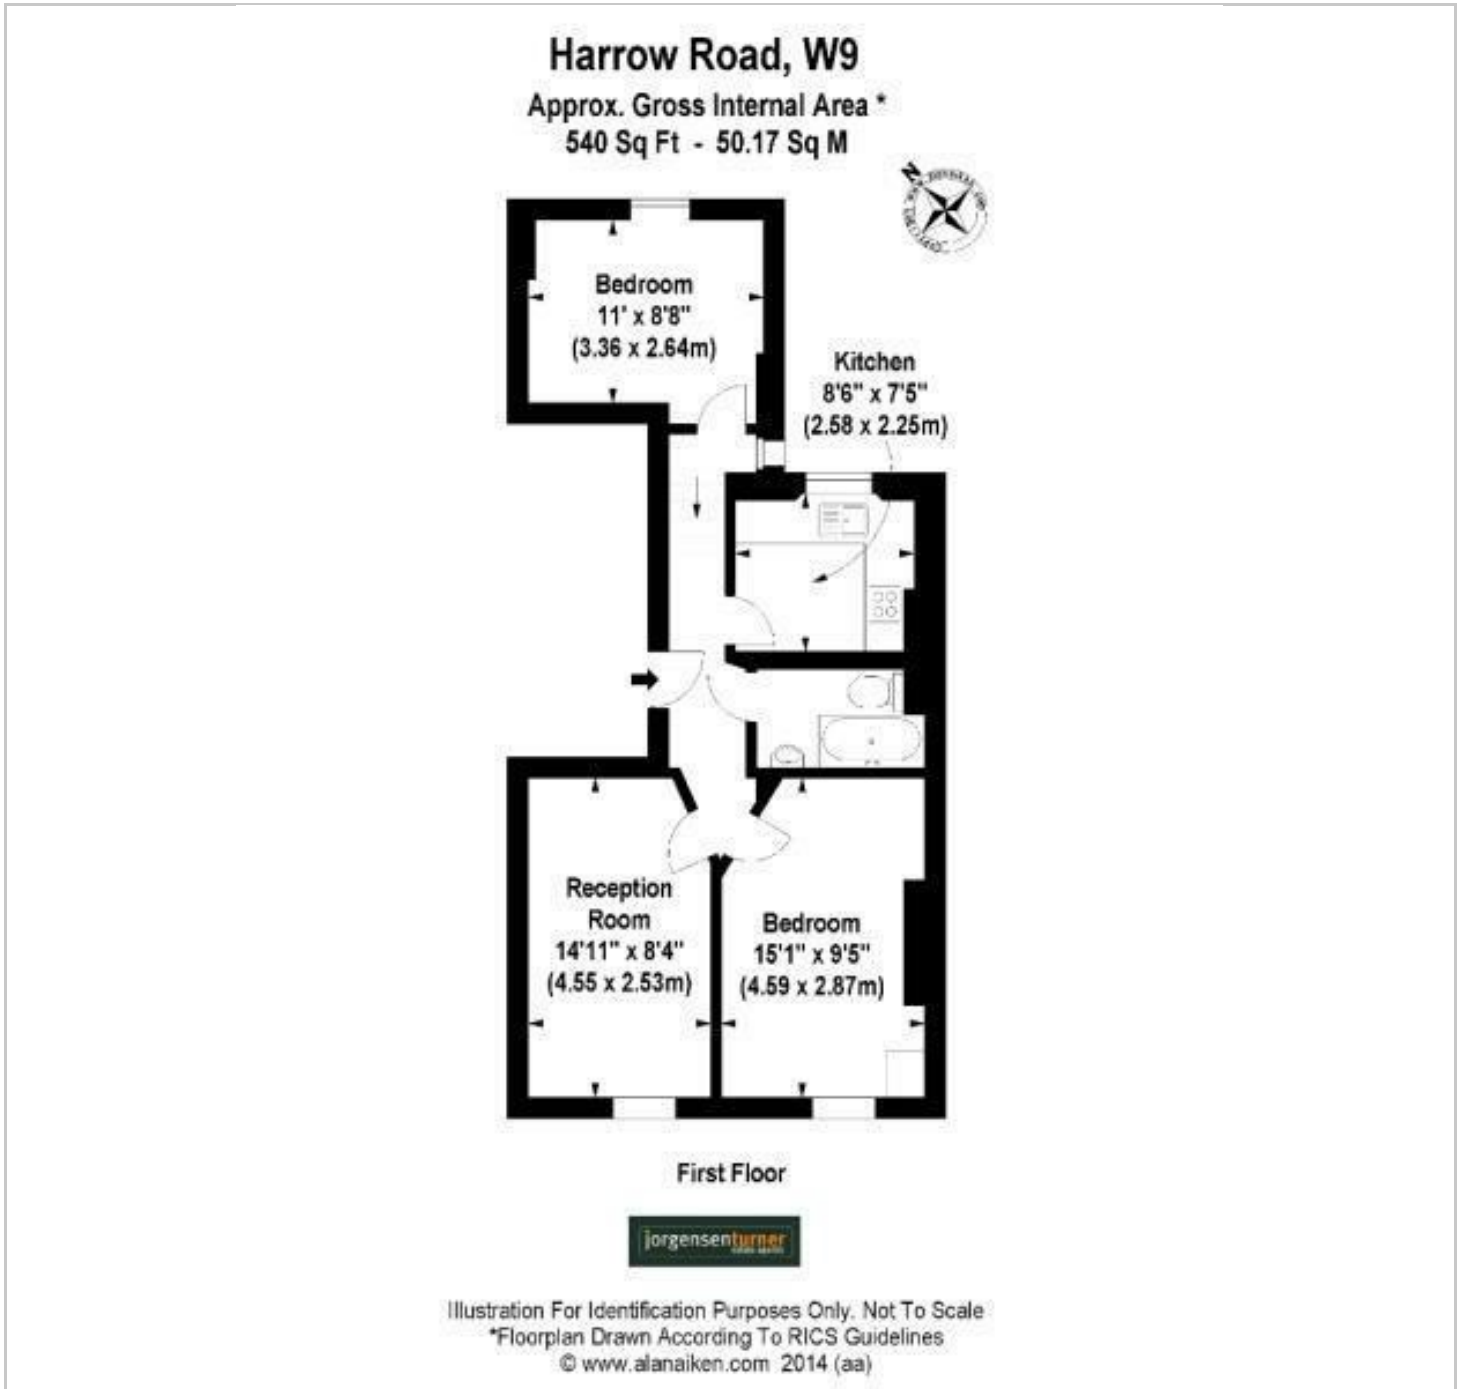 Harrow Road, W9
Approx. Gross Internal Area *
540 Sq Ft - 50.17 Sq M
N
Bedroom
11' x 8'8"
(3.36 x 2.64m)
Kitchen
8'6" x 7'5"
(2.58 x 2.25m)
Reception
Room
14'11" x 8'4"
(4.55 x 2.53m)
Bedroom
15'1" x 9'5"
(4.59 x 2.87m)
First Floor
jorgensenturner
Illustration For Identification Purposes Only. Not To Scale
*Floorplan Drawn According To RICS Guidelines
© www.alanaiken.com 2014 (aa)